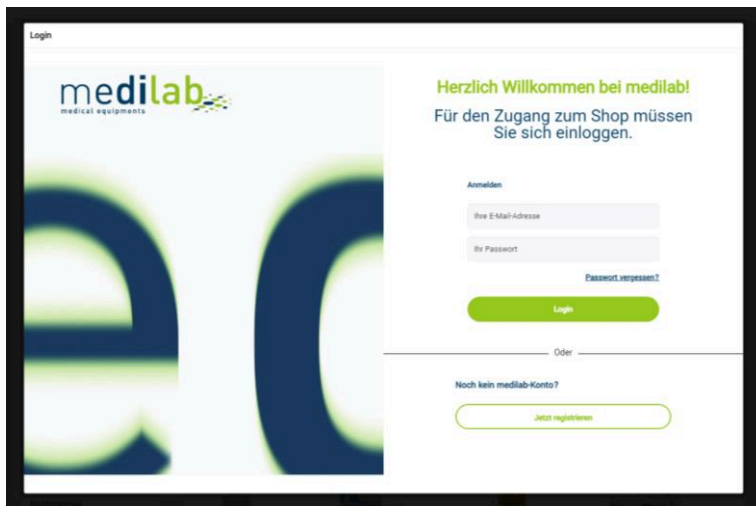 Login
medilab
medical equipments
Herzlich Willkommen bei medilab!
Für den Zugang zum Shop müssen
Sie sich einloggen.
Anmelden
Ihre E-Mail-Adresse
Ihr Passwort
Passwort vergessen?
Login
Oder
Noch kein medilab-Konto?
Jetzt registrieren